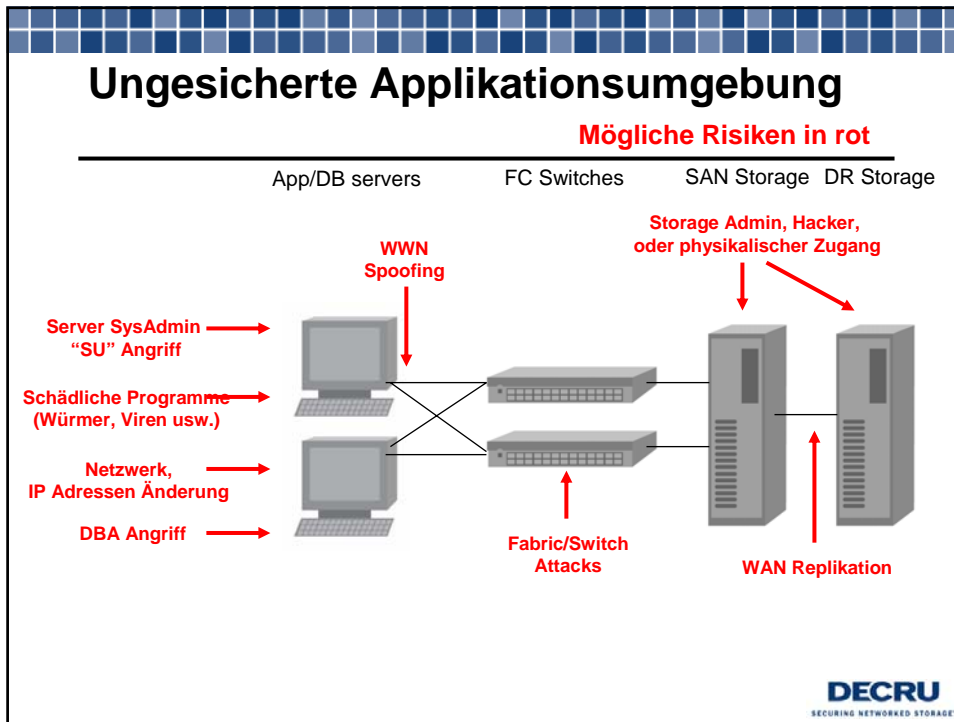 Ungesicherte Applikationsumgebung
Mögliche Risiken in rot
App/DB servers
FC Switches
SAN Storage
DR Storage
Storage Admin, Hacker,
oder physikalischer Zugang
WWN
Spoofing
Server SysAdmin
“SU” Angriff
Schädliche Programme
(Würmer, Viren usw.)
Netzwerk,
IP Adressen Änderung
DBA Angriff
Fabric/Switch
Attacks
WAN Replikation
DECRU
SECURING NETWORKED STORAGE